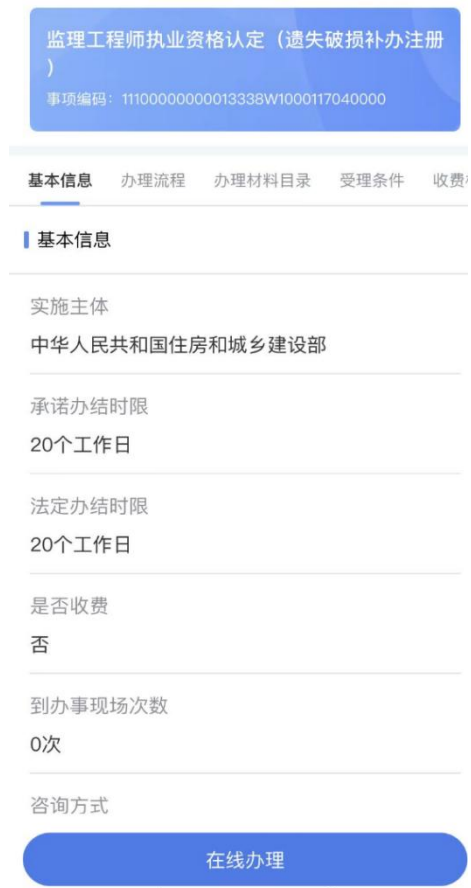 监理工程师执业资格认定（遗失破损补办注册
）
事项编码：11100000000013338W1000117040000
基本信息 办理流程 办理材料目录 受理条件 收费
基本信息
实施主体
中华人民共和国住房和城乡建设部
承诺办结时限
20个工作日
法定办结时限
20个工作日
是否收费
否
到办事现场次数
0次
咨询方式
在线办理